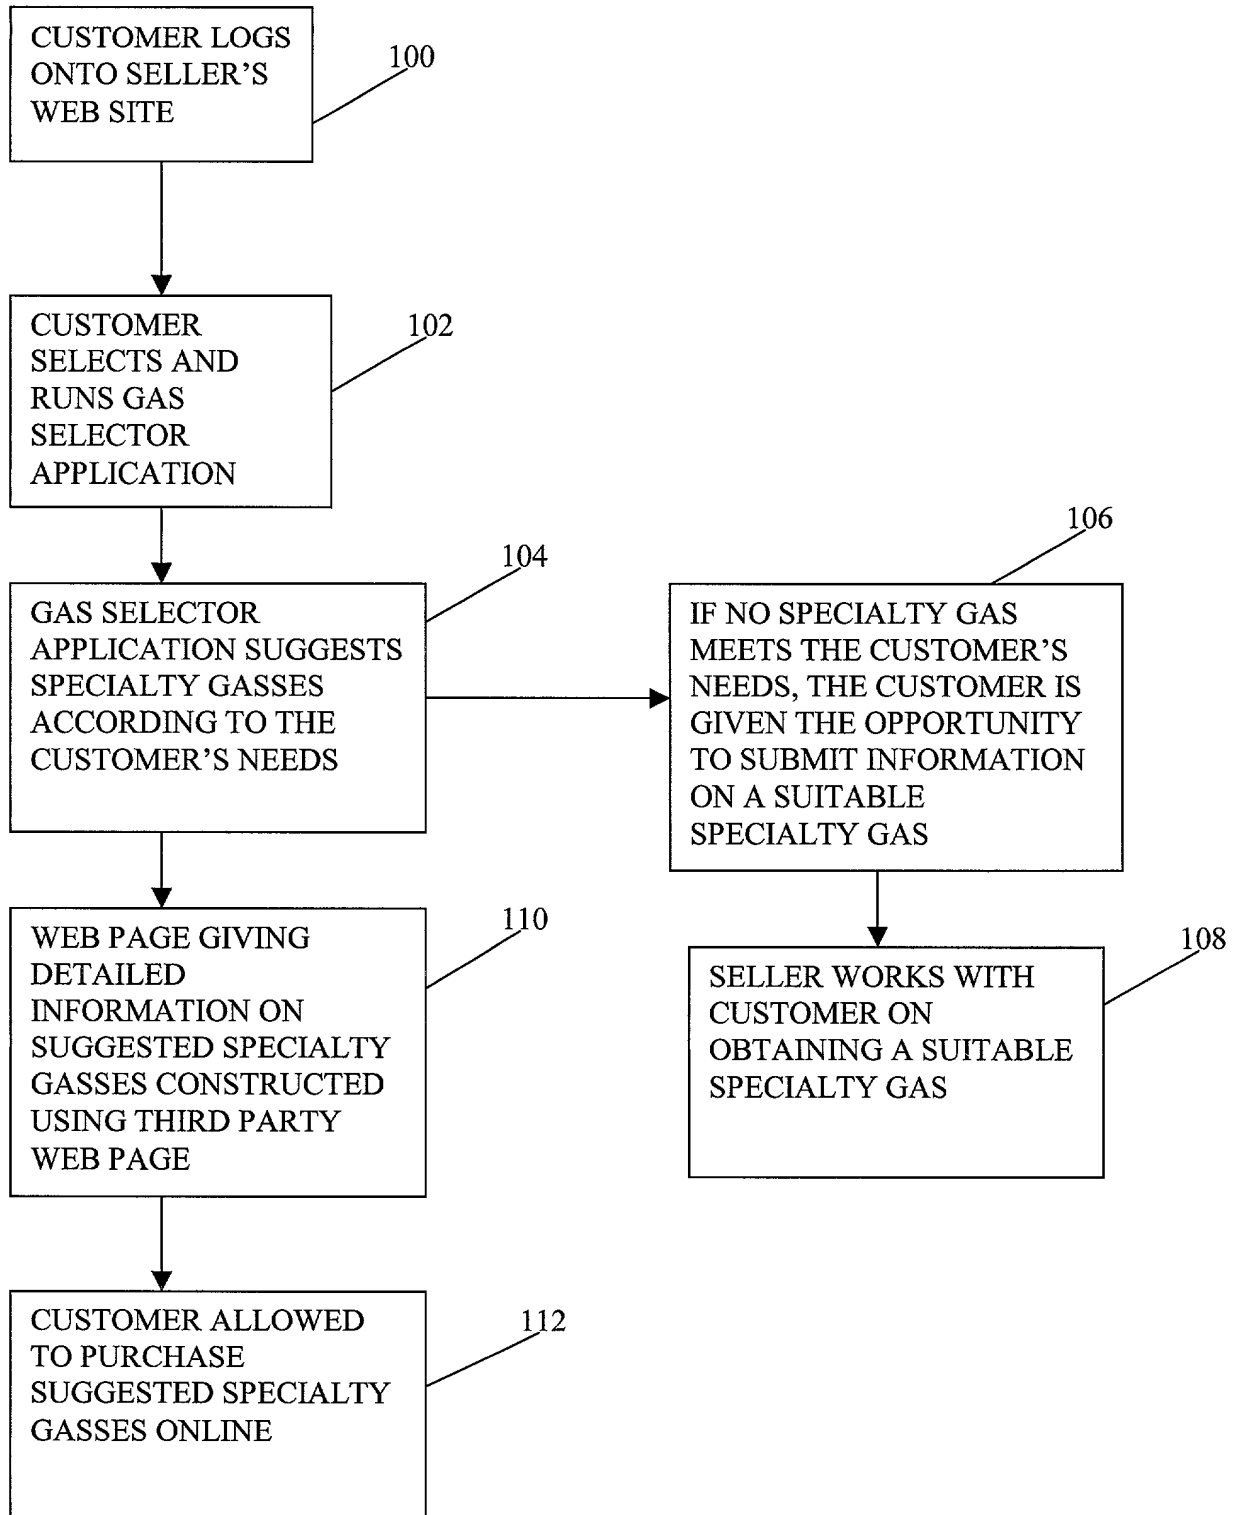 CUSTOMER LOGS
ONTO SELLER'S
WEB SITE
100
CUSTOMER
SELECTS AND
RUNS GAS
SELECTOR
APPLICATION
102
GAS SELECTOR
APPLICATION SUGGESTS
SPECIALTY GASSES
ACCORDING TO THE
CUSTOMER'S NEEDS
104
IF NO SPECIALTY GAS
MEETS THE CUSTOMER'S
NEEDS, THE CUSTOMER IS
GIVEN THE OPPORTUNITY
TO SUBMIT INFORMATION
ON A SUITABLE
SPECIALTY GAS
106
SELLER WORKS WITH
CUSTOMER ON
OBTAINING A SUITABLE
SPECIALTY GAS
108
WEB PAGE GIVING
DETAILED
INFORMATION ON
SUGGESTED SPECIALTY
GASSES CONSTRUCTED
USING THIRD PARTY
WEB PAGE
110
CUSTOMER ALLOWED
TO PURCHASE
SUGGESTED SPECIALTY
GASSES ONLINE
112